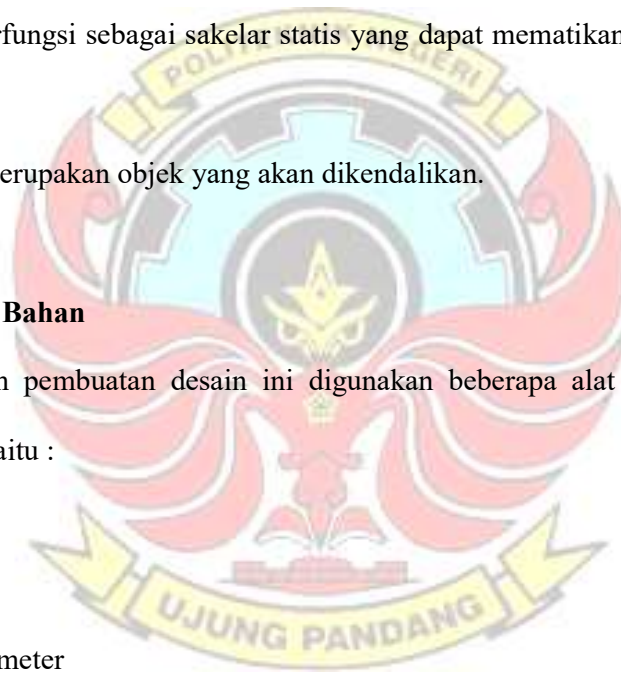 rfungsi sebagai sakelar statis yang dapat mematikan
POLITEKNIK NEGERI
erupakan objek yang akan dikendalikan.
Bahan
pembuatan desain ini digunakan beberapa alat
aitu :
UJUNG PANDANG
meter